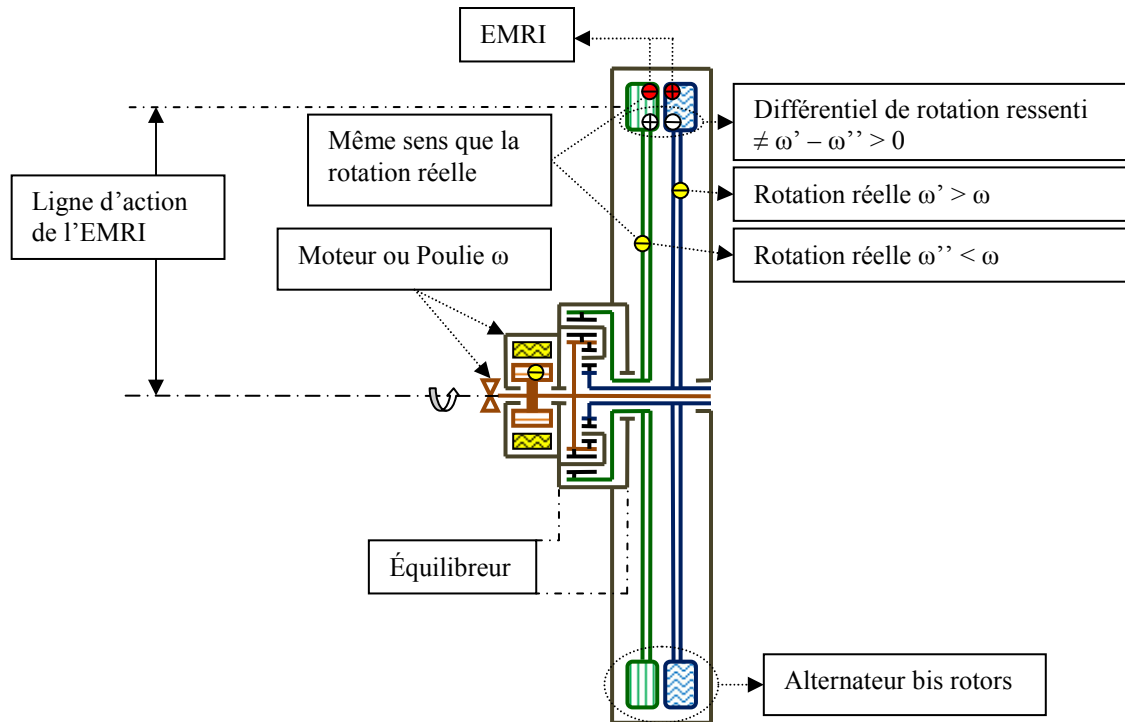 EMRI
Différentiel de rotation ressenti
≠ ω’ – ω’’ > 0
Même sens que la
rotation réelle
Ligne d’action
de l’EMRI
Rotation réelle ω’ > ω
Moteur ou Poulie ω
Rotation réelle ω’’ < ω
Équilibreur
Alternateur bis rotors